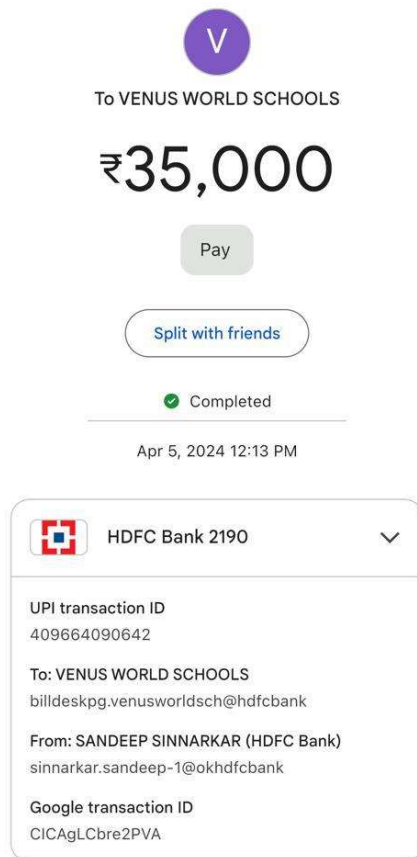 V
To VENUS WORLD SCHOOLS
₹35,000
Pay
Split with friends
Completed
Apr 5, 2024 12:13 PM
HDFC Bank 2190
UPI transaction ID
409664090642
To: VENUS WORLD SCHOOLS
billdeskpg.venusworldsch@hdfcbank
From: SANDEEP SINNARKAR (HDFC Bank)
sinnarkar.sandeep-1@okhdfcbank
Google transaction ID
CICAgLCbre2PVA